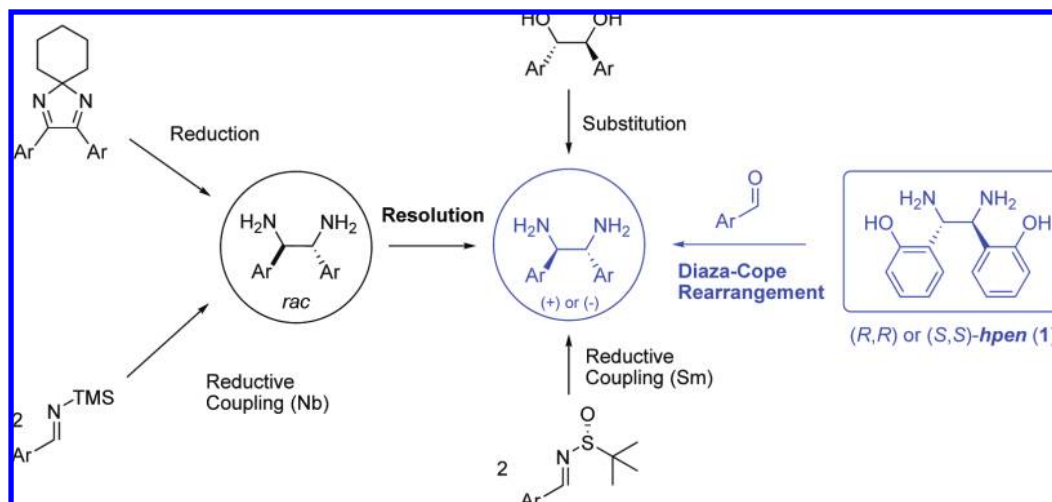 HO OH
Ar Ar
N N
Ar Ar
Reduction
Substitution
O
Ar
H2N NH2
Ar Ar
rac
Resolution
H2N NH2
Ar Ar
(+) or (-)
Diaza-Cope
Rearrangement
H2N NH2
HO OH
(R,R) or (S,S)-hpen (1)
Reductive
Coupling (Nb)
2
N TMS
Ar
Reductive
Coupling (Sm)
2
O
N S
Ar